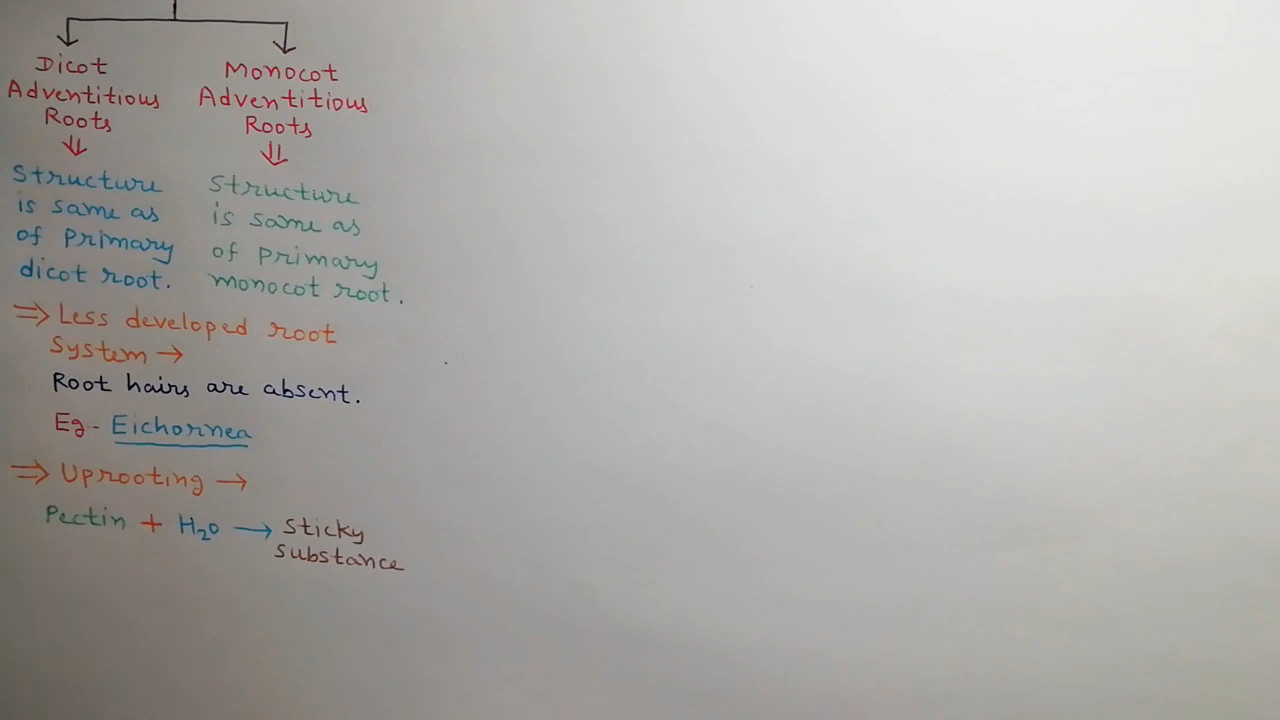 Dicot
Adventitious
Roots
Structure
is same as
of primary
dicot root.
Monocot
Adventitious
Roots
Structure
is same as
of primary
monocot root.
⇒ Less developed root
System →
Root hairs are absent.
Eg.- Eichornea
⇒ Uprooting →
Pectin + H₂O → Sticky
substance